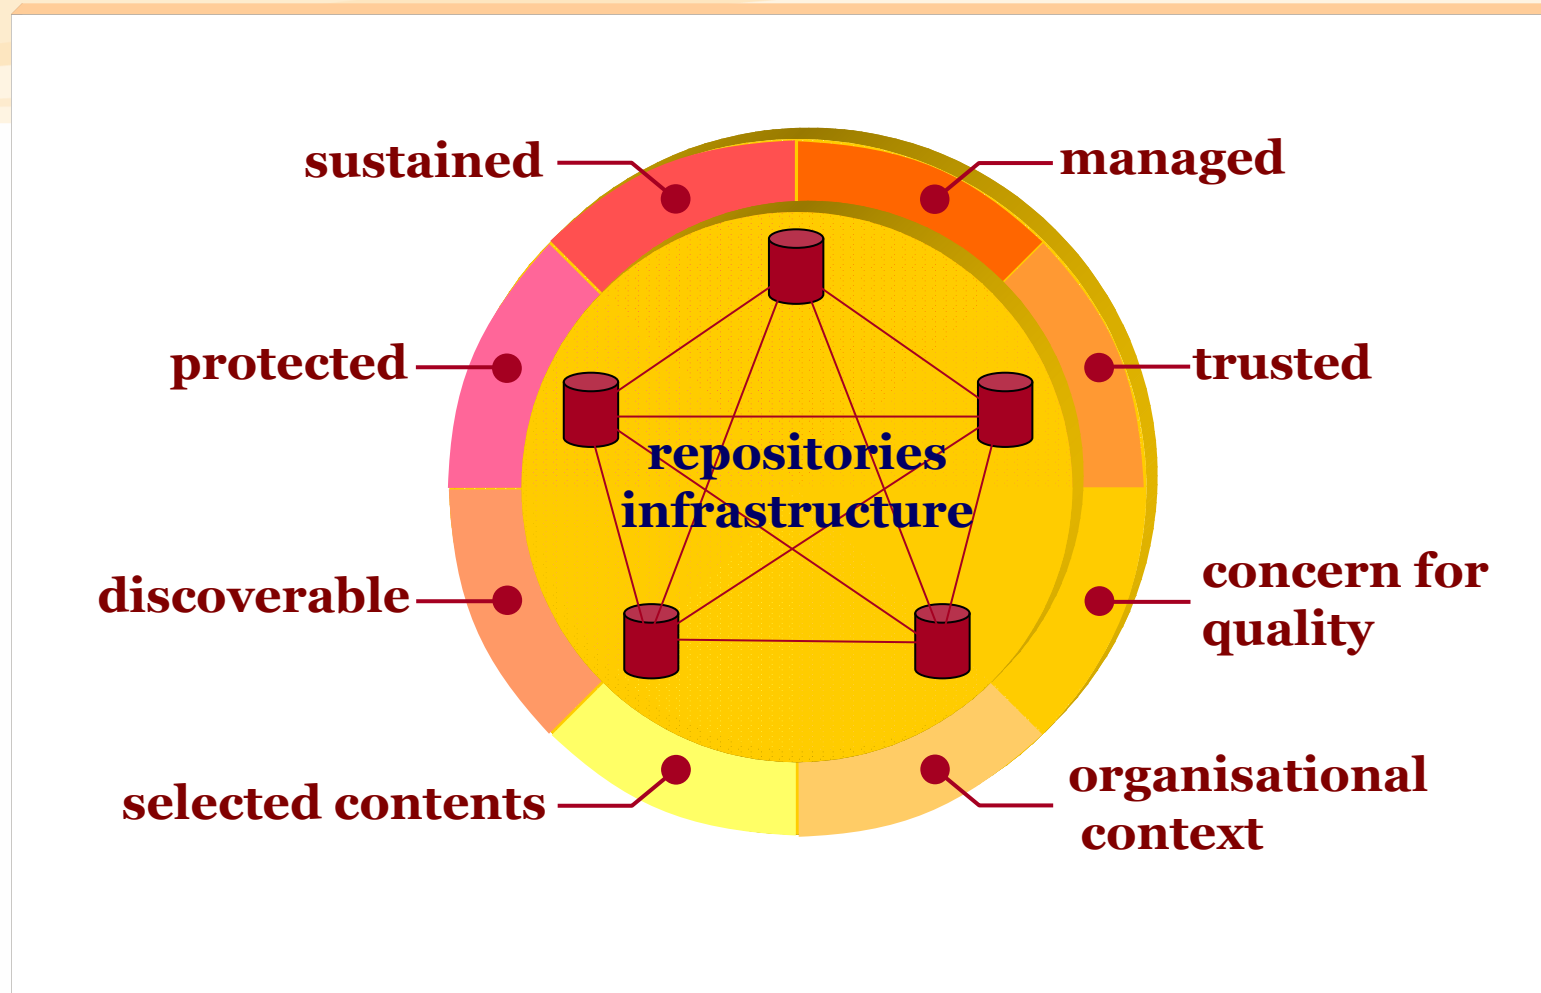 sustained
managed
protected
trusted
repositories
infrastructure
discoverable
concern for
quality
selected contents
organisational
context